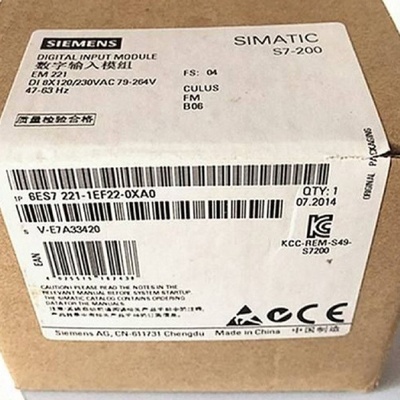 SIEMENS
SIMATIC
S7-200
DIGITAL INPUT MODULE
数字输入模组
EM 221
DI 8X120/230VAC 79-264V
47-63 Hz
FS: 04
CULUS
FM
B06
质量检验合格
ORIGINAL PACKAGING
1P 6ES7 221-1EF22-0XA0
QTY: 1
07.2014
S V-E7A33420
KCC-REM-S49-
S7200
EAN
PLEASE READ THE NOTES IN THE
RELEVANT MANUAL BEFORE SYSTEM STARTUP.
THE SIMATIC CATALOG CONTAINS ORDERING
DATA FOR THE MANUALS.
Siemens AG, CN-611731 Chengdu
Made in China
中国制造
CE